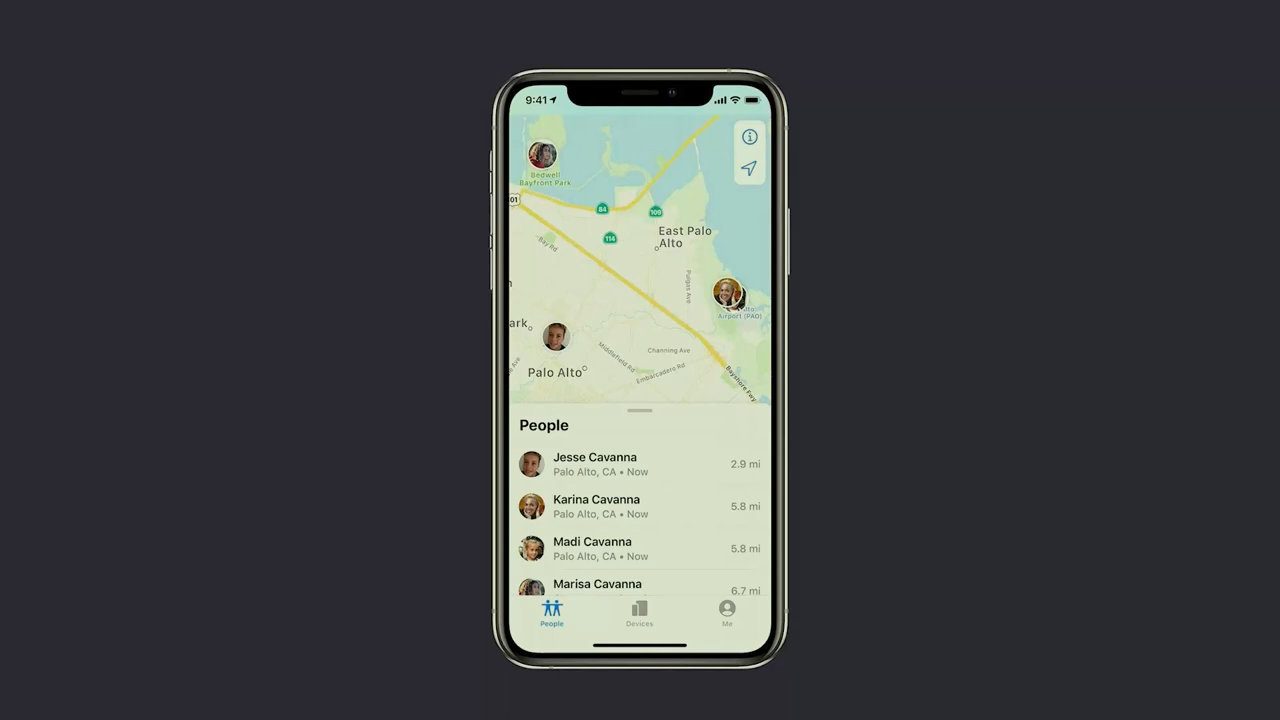 9:41
Bedwell
Bayfront Park
01
84
109
114
Bay Rd
East Palo
Alto
Pulgas Ave
Airport (PAO)
ark
Channing Ave
Middlefield Rd
Embarcadero Rd
Palo Alto
Bayshore Fwy
People
Jesse Cavanna
Palo Alto, CA • Now
2.9 mi
Karina Cavanna
Palo Alto, CA • Now
5.8 mi
Madi Cavanna
Palo Alto, CA • Now
5.8 mi
Marisa Cavanna
6.7 mi
People
Devices
Me